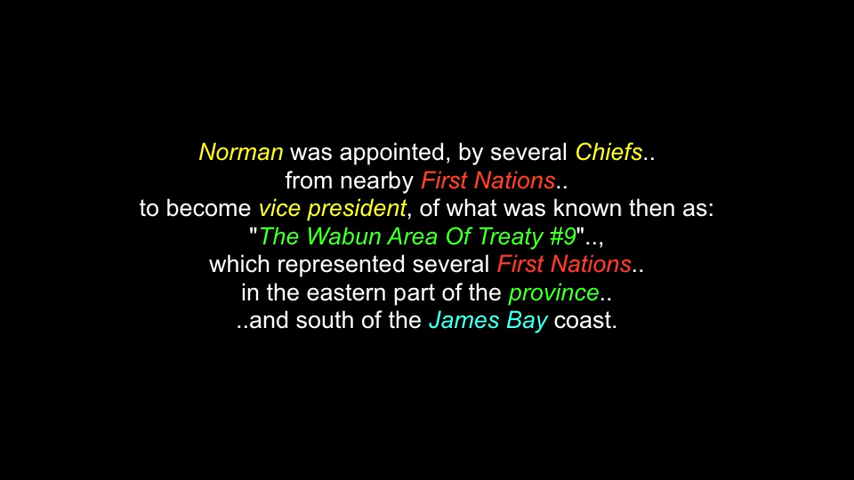 Norman was appointed, by several Chiefs..
from nearby First Nations..
to become vice president, of what was known then as:
"The Wabun Area Of Treaty #9"..,
which represented several First Nations..
in the eastern part of the province..
..and south of the James Bay coast.